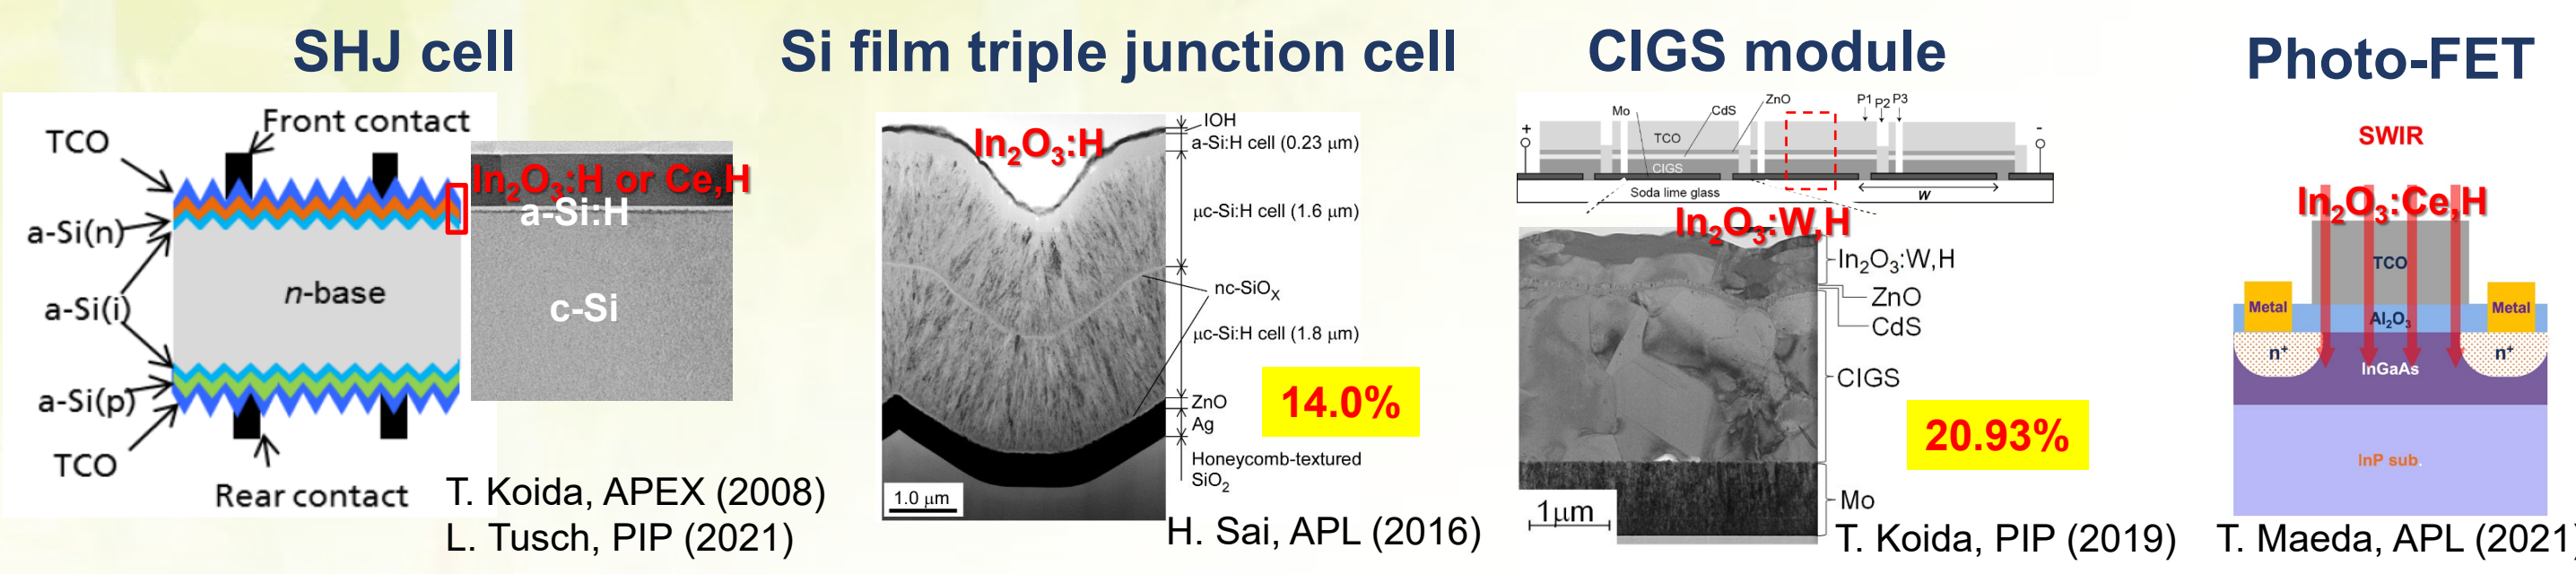 SHJ cell
TCO
Front contact
In₂O₃:H or Ce,H
a-Si:H
a-Si(n)
n-base
c-Si
a-Si(i)
a-Si(p)
TCO
Rear contact
T. Koida, APEX (2008)
L. Tusch, PIP (2021)
Si film triple junction cell
In₂O₃:H
IOH
a-Si:H cell (0.23 µm)
µc-Si:H cell (1.6 µm)
nc-SiOX
µc-Si:H cell (1.8 µm)
14.0%
ZnO
Ag
Honeycomb-textured
SiO₂
1.0 µm
H. Sai, APL (2016)
CIGS module
Mo
CdS
ZnO
P1 P2 P3
+
-
TCO
CIGS
Soda lime glass
W
In₂O₃:W,H
In₂O₃:W,H
ZnO
CdS
CIGS
20.93%
Mo
1µm
T. Koida, PIP (2019)
Photo-FET
SWIR
In₂O₃:Ce,H
TCO
Metal
Metal
Al₂O₃
n⁺
n⁺
InGaAs
InP sub.
T. Maeda, APL (2021)